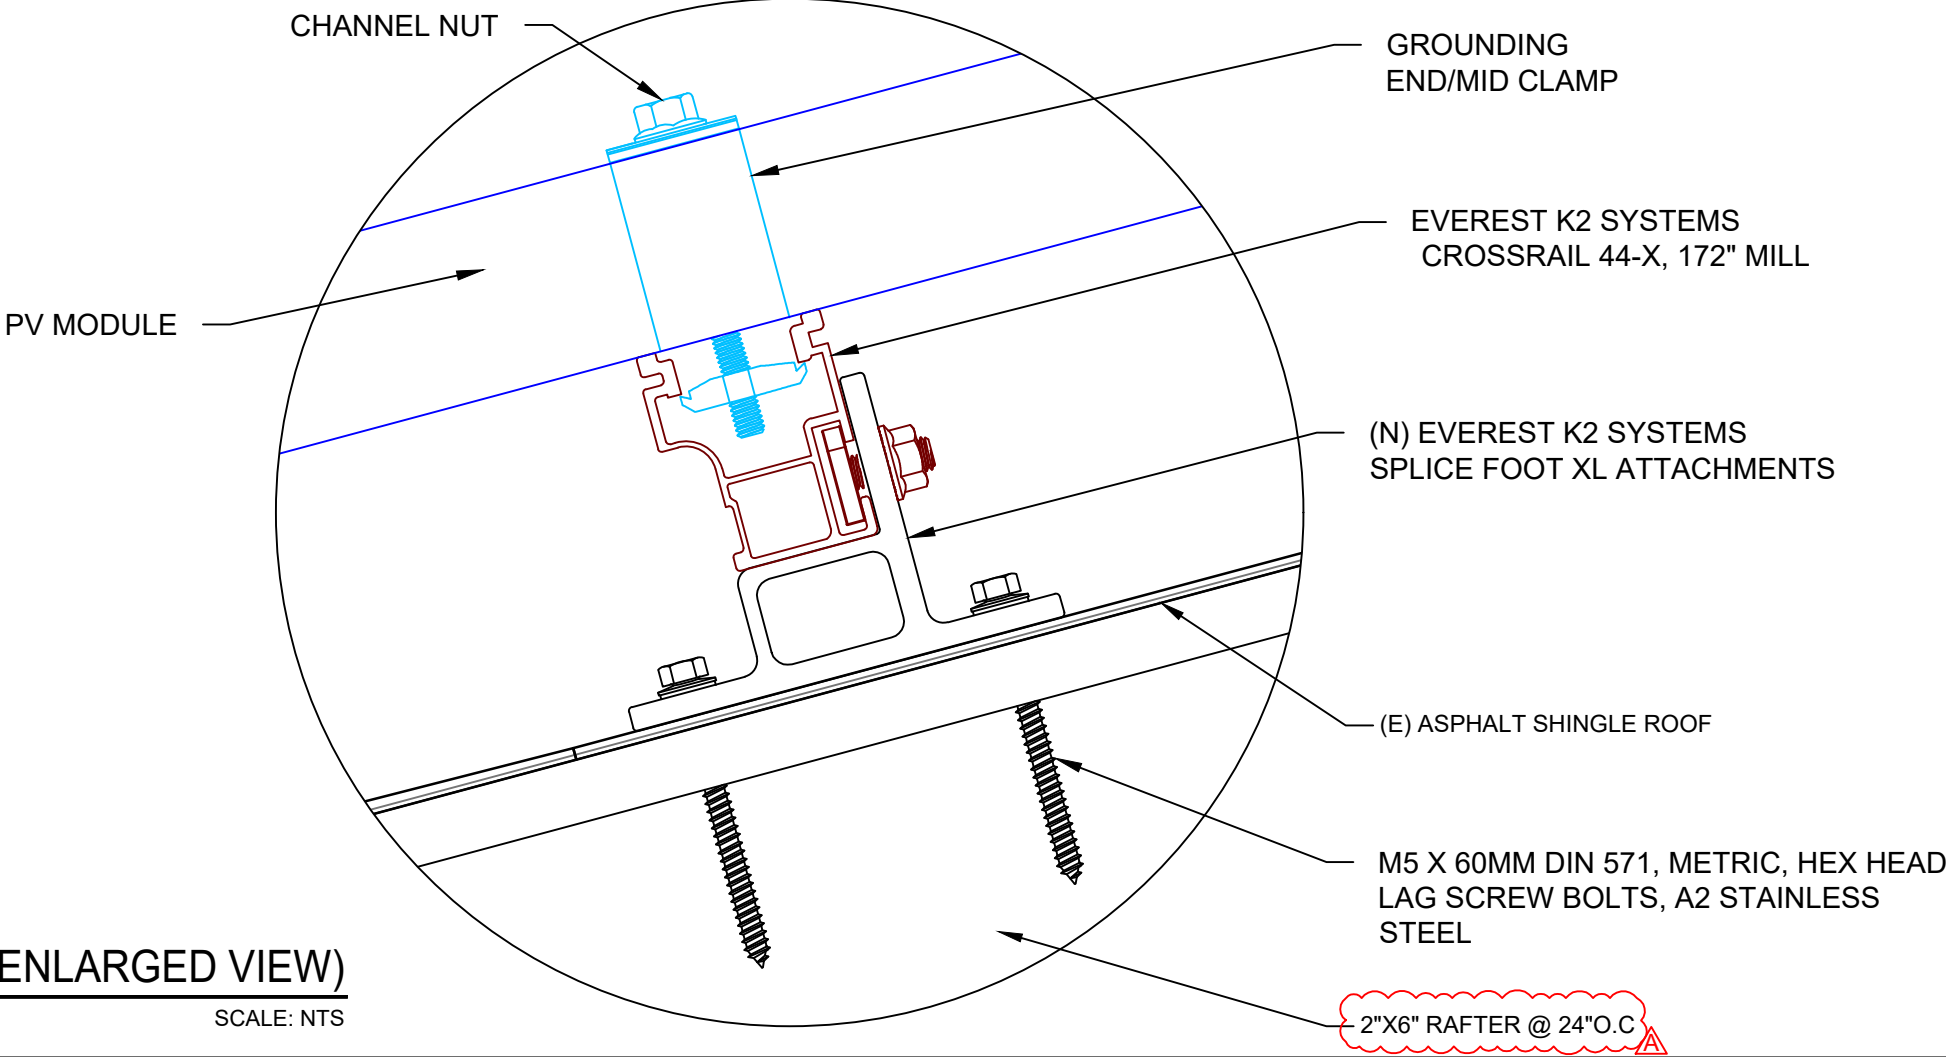 CHANNEL NUT
GROUNDING
END/MID CLAMP
EVEREST K2 SYSTEMS
CROSSRAIL 44-X, 172" MILL
PV MODULE
(N) EVEREST K2 SYSTEMS
SPLICE FOOT XL ATTACHMENTS
(E) ASPHALT SHINGLE ROOF
M5 X 60MM DIN 571, METRIC, HEX HEAD
LAG SCREW BOLTS, A2 STAINLESS
STEEL
ENLARGED VIEW)
SCALE: NTS
2"X6" RAFTER @ 24"O.C
A